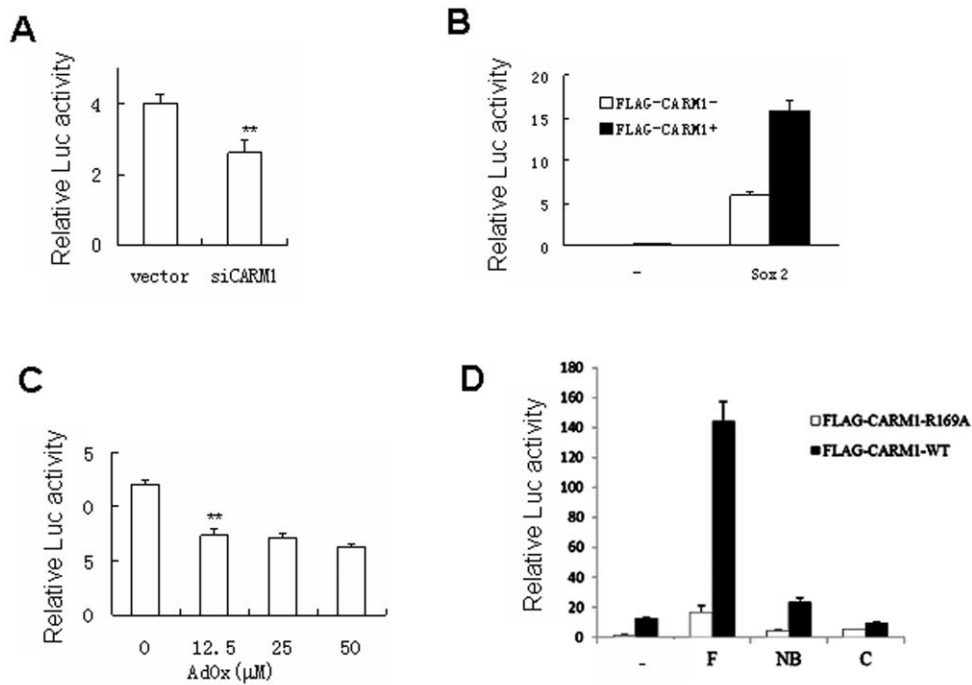 A
Relative Luc activity
4
2
0
vector siCARM1
**
B
Relative Luc activity
20
15
10
5
0
FLAG-CARM1-
FLAG-CARM1+
- Sox2
C
Relative Luc activity
5
0
5
0
**
0 12.5 25 50
AdOx(μM)
D
Relative Luc activity
180
160
140
120
100
80
60
40
20
0
FLAG-CARM1-R169A
FLAG-CARM1-WT
- F NB C